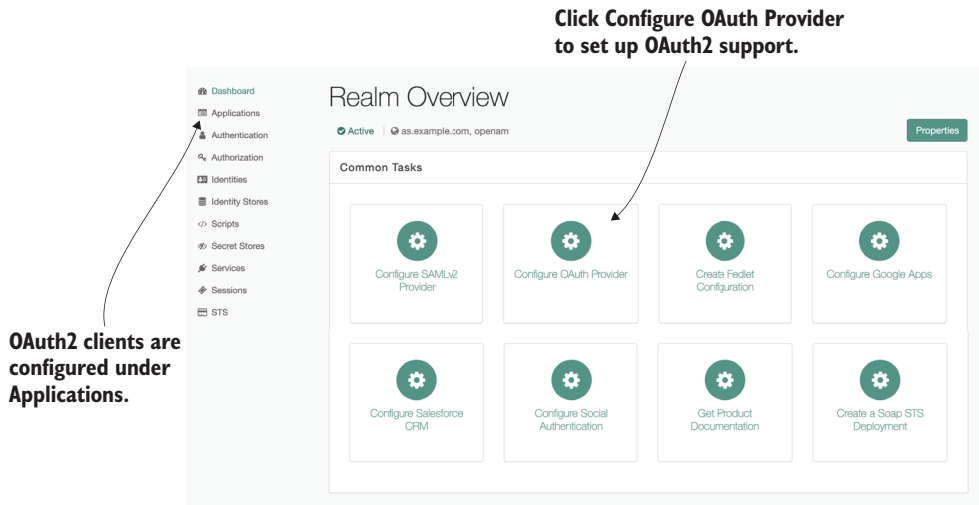 Click Configure OAuth Provider
to set up OAuth2 support.
Dashboard
Applications
Authentication
Authorization
Identities
Identity Stores
Scripts
Secret Stores
Services
Sessions
STS
OAuth2 clients are
configured under
Applications.
Realm Overview
Active
as.example.com, openam
Properties
Common Tasks
Configure SAMLv2
Provider
Configure OAuth Provider
Create Fedlet
Configuration
Configure Google Apps
Configure Salesforce
CRM
Configure Social
Authentication
Get Product
Documentation
Create a Soap STS
Deployment